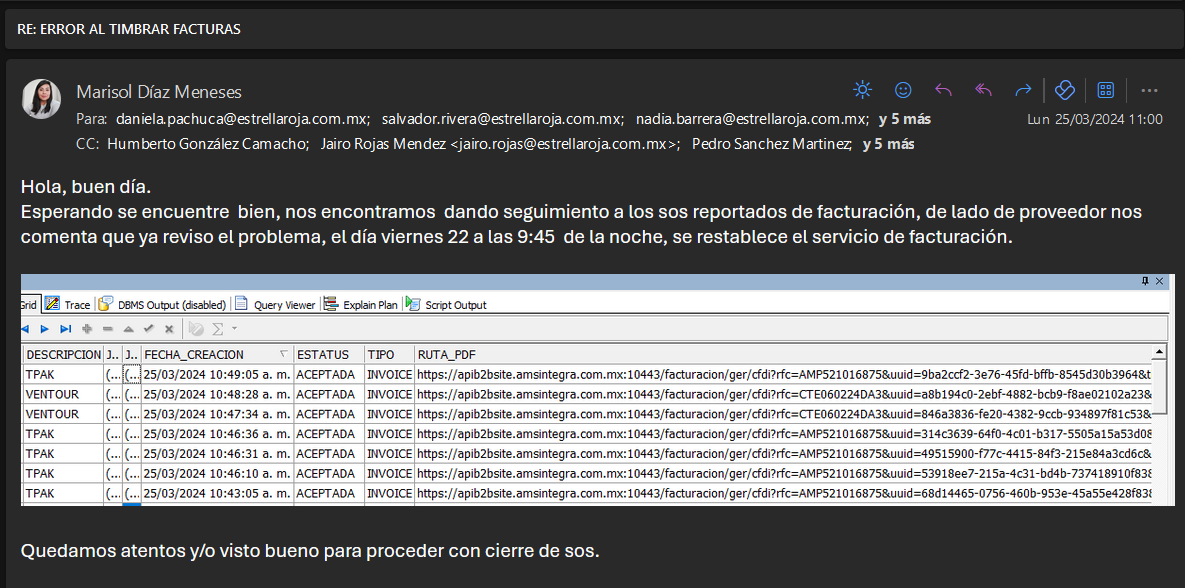 RE: ERROR AL TIMBRAR FACTURAS
Marisol Díaz Meneses
Para: daniela.pachuca@estrellaroja.com.mx; salvador.rivera@estrellaroja.com.mx; nadia.barrera@estrellaroja.com.mx; y 5 más
Lun 25/03/2024 11:00
CC: Humberto González Camacho; Jairo Rojas Mendez <jairo.rojas@estrellaroja.com.mx>; Pedro Sanchez Martinez; y 5 más
Hola, buen día.
Esperando se encuentre bien, nos encontramos dando seguimiento a los sos reportados de facturación, de lado de proveedor nos
comenta que ya reviso el problema, el día viernes 22 a las 9:45 de la noche, se restablece el servicio de facturación.
Grid Trace DBMS Output (disabled) Query Viewer Explain Plan Script Output
DESCRIPCION J... J... FECHA_CREACION ESTATUS TIPO RUTA_PDF
TPAK (... (... 25/03/2024 10:49:05 a. m. ACEPTADA INVOICE https://apib2bsite.amsintegra.com.mx:10443/facturacion/ger/cfdi?rfc=AMP521016875&uuid=9ba2ccf2-3e76-45fd-bffb-8545d30b3964&t
VENTOUR (... (... 25/03/2024 10:48:28 a. m. ACEPTADA INVOICE https://apib2bsite.amsintegra.com.mx:10443/facturacion/ger/cfdi?rfc=CTE060224DA3&uuid=a8b194c0-2ebf-4882-bcb9-f8ae02102a23&
VENTOUR (... (... 25/03/2024 10:47:34 a. m. ACEPTADA INVOICE https://apib2bsite.amsintegra.com.mx:10443/facturacion/ger/cfdi?rfc=CTE060224DA3&uuid=846a3836-fe20-4382-9ccb-934897f81c53&
TPAK (... (... 25/03/2024 10:46:36 a. m. ACEPTADA INVOICE https://apib2bsite.amsintegra.com.mx:10443/facturacion/ger/cfdi?rfc=AMP521016875&uuid=314c3639-64f0-4c01-b317-5505a15a53d08
TPAK (... (... 25/03/2024 10:46:31 a. m. ACEPTADA INVOICE https://apib2bsite.amsintegra.com.mx:10443/facturacion/ger/cfdi?rfc=AMP521016875&uuid=49515900-f77c-4415-84f3-215e84a3cd6c&
TPAK (... (... 25/03/2024 10:46:10 a. m. ACEPTADA INVOICE https://apib2bsite.amsintegra.com.mx:10443/facturacion/ger/cfdi?rfc=AMP521016875&uuid=53918ee7-215a-4c31-bd4b-737418910f838
TPAK (... (... 25/03/2024 10:43:05 a. m. ACEPTADA INVOICE https://apib2bsite.amsintegra.com.mx:10443/facturacion/ger/cfdi?rfc=AMP521016875&uuid=68d14465-0756-460b-953e-45a55e428f838
Quedamos atentos y/o visto bueno para proceder con cierre de sos.